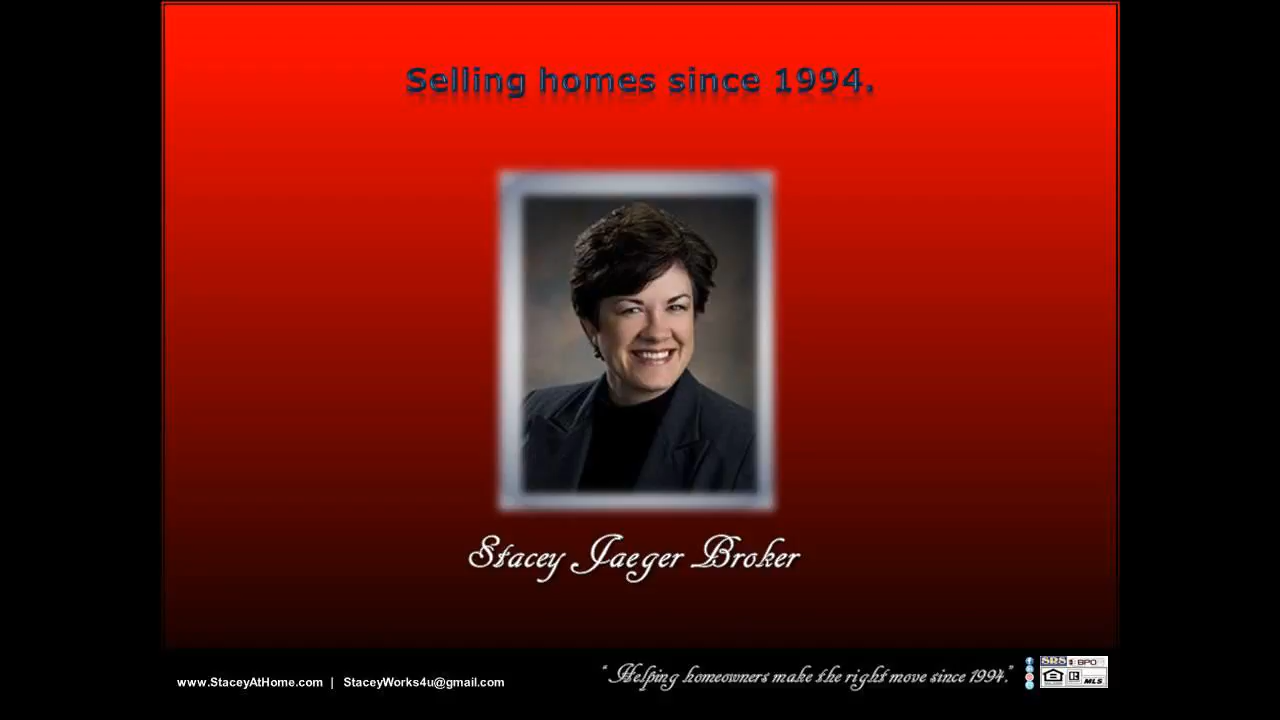 Selling homes since 1994.
Stacey Jaeger Broker
www.StaceyAtHome.com | StaceyWorks4u@gmail.com
“Helping homeowners make the right move since 1994.”
SRS BPO
R MLS